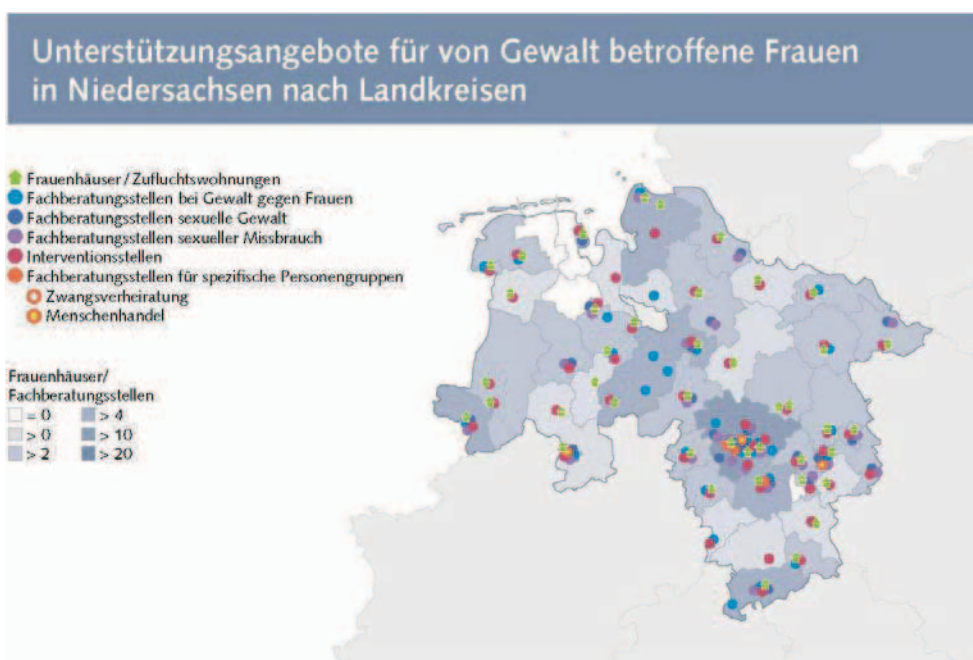 Unterstützungsangebote für von Gewalt betroffene Frauen
in Niedersachsen nach Landkreisen
Frauenhäuser / Zufluchtswohnungen
Fachberatungsstellen bei Gewalt gegen Frauen
Fachberatungsstellen sexuelle Gewalt
Fachberatungsstellen sexueller Missbrauch
Interventionsstellen
Fachberatungsstellen für spezifische Personengruppen
Zwangsverheiratung
Menschenhandel
Frauenhäuser/
Fachberatungsstellen
= 0 > 4
> 0 > 10
> 2 > 20